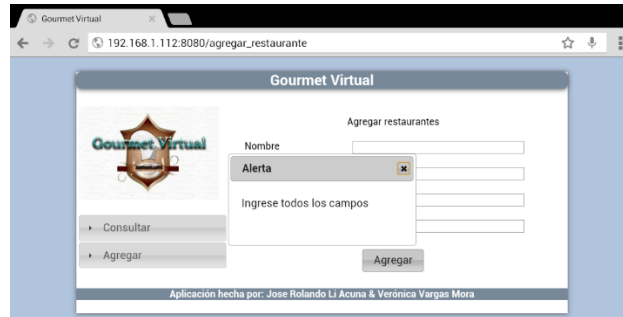 Gourmet Virtual
192.168.1.112:8080/agregar_restaurante
Gourmet Virtual
Gourmet Virtual
Agregar restaurantes
Nombre
Alerta
Ingrese todos los campos
Consultar
Agregar
Agregar
Aplicación hecha por: Jose Rolando Li Acuna & Verónica Vargas Mora